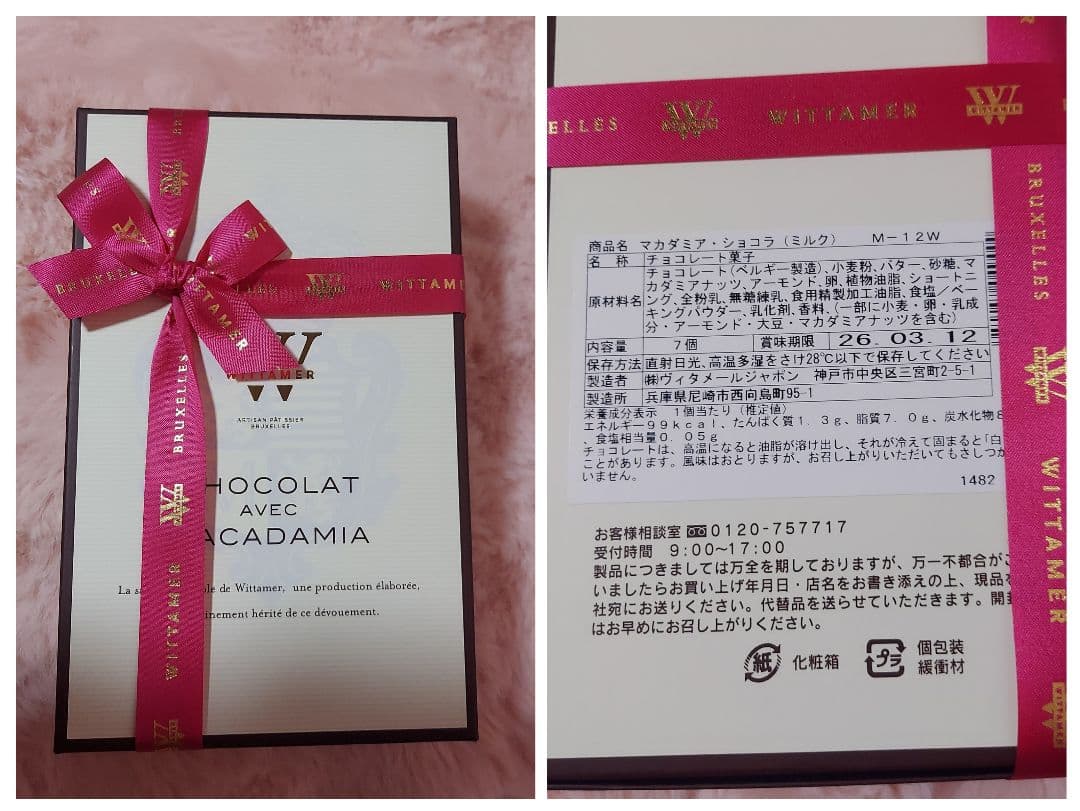 BRUXELLES
WITTAMER
BRUXELLES
WITTAMER
WITTAMER
W
WITTAMER
ARTISAN PÂTISSIER
BRUXELLES
HOCOLAT
AVEC
ACADAMIA
de Wittamer, une production élaborée,
hérité de ce dévouement.
BRUXELLES
WITTAMER
ELLES W WITTAMER WITTAMER W WITTAMER
BRUXELLES
WITTAMER
商品名 マカダミア・ショコラ(ミルク) M-12W
名 称 チョコレート菓子
原材料名 チョコレート(ベルギー製造)、小麦粉、バター、砂糖、マ
カダミアナッツ、アーモンド、卵、植物油脂、ショートニ
ング、全粉乳、無糖練乳、食用精製加工油脂、食塩/ベー
キングパウダー、乳化剤、香料、(一部に小麦・卵・乳成
分・アーモンド・大豆・マカダミアナッツを含む)
内容量 7個 賞味期限 26.03.12
保存方法 直射日光、高温多湿をさけ28℃以下で保存してください
製造者 ㈱ヴィタメールジャポン 神戸市中央区三宮町2-5-1
製造所 兵庫県尼崎市西向島町95-1
栄養成分表示 1個当たり(推定値)
エネルギー99kcal、たんぱく質1.3g、脂質7.0g、炭水化物8
、食塩相当量0.05g
チョコレートは、高温になると油脂が溶け出し、それが冷えて固まると「白
ことがあります。風味はおとりますが、お召し上がりいただいてもさしつか
いません。
1482
お客様相談室 0120-757717
受付時間 9:00~17:00
製品につきましては万全を期しておりますが、万一不都合がご
いましたらお買い上げ年月日・店名をお書き添えの上、現品を
社宛にお送りください。代替品を送らせていただきます。開封
はお早めにお召し上がりください。
紙 化粧箱 プラ 個包装
緩衝材